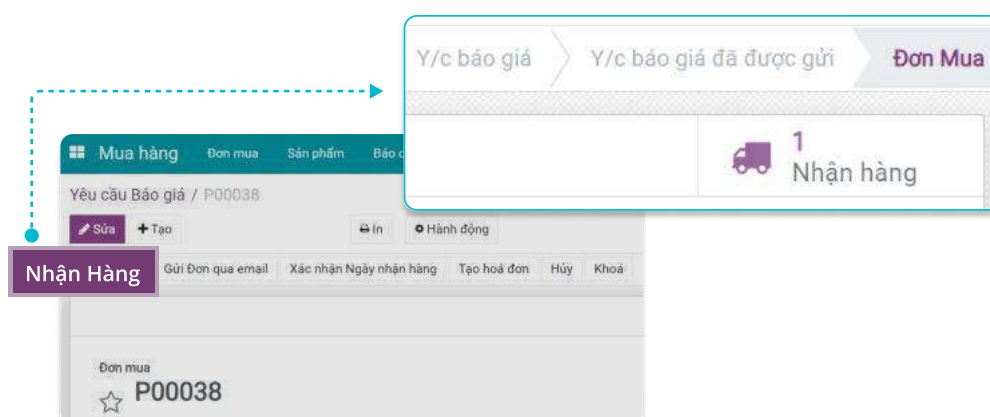 Y/c báo giá
Y/c báo giá đã được gửi
Đơn Mua
1
Nhận hàng
Mua hàng
Đơn mua
Sản phẩm
Yêu cầu Báo giá / P00038
Sửa
Tạo
In
Hành động
Nhận Hàng
Gửi Đơn qua email
Xác nhận Ngày nhận hàng
Tạo hoá đơn
Hủy
Khoá
Đơn mua
P00038